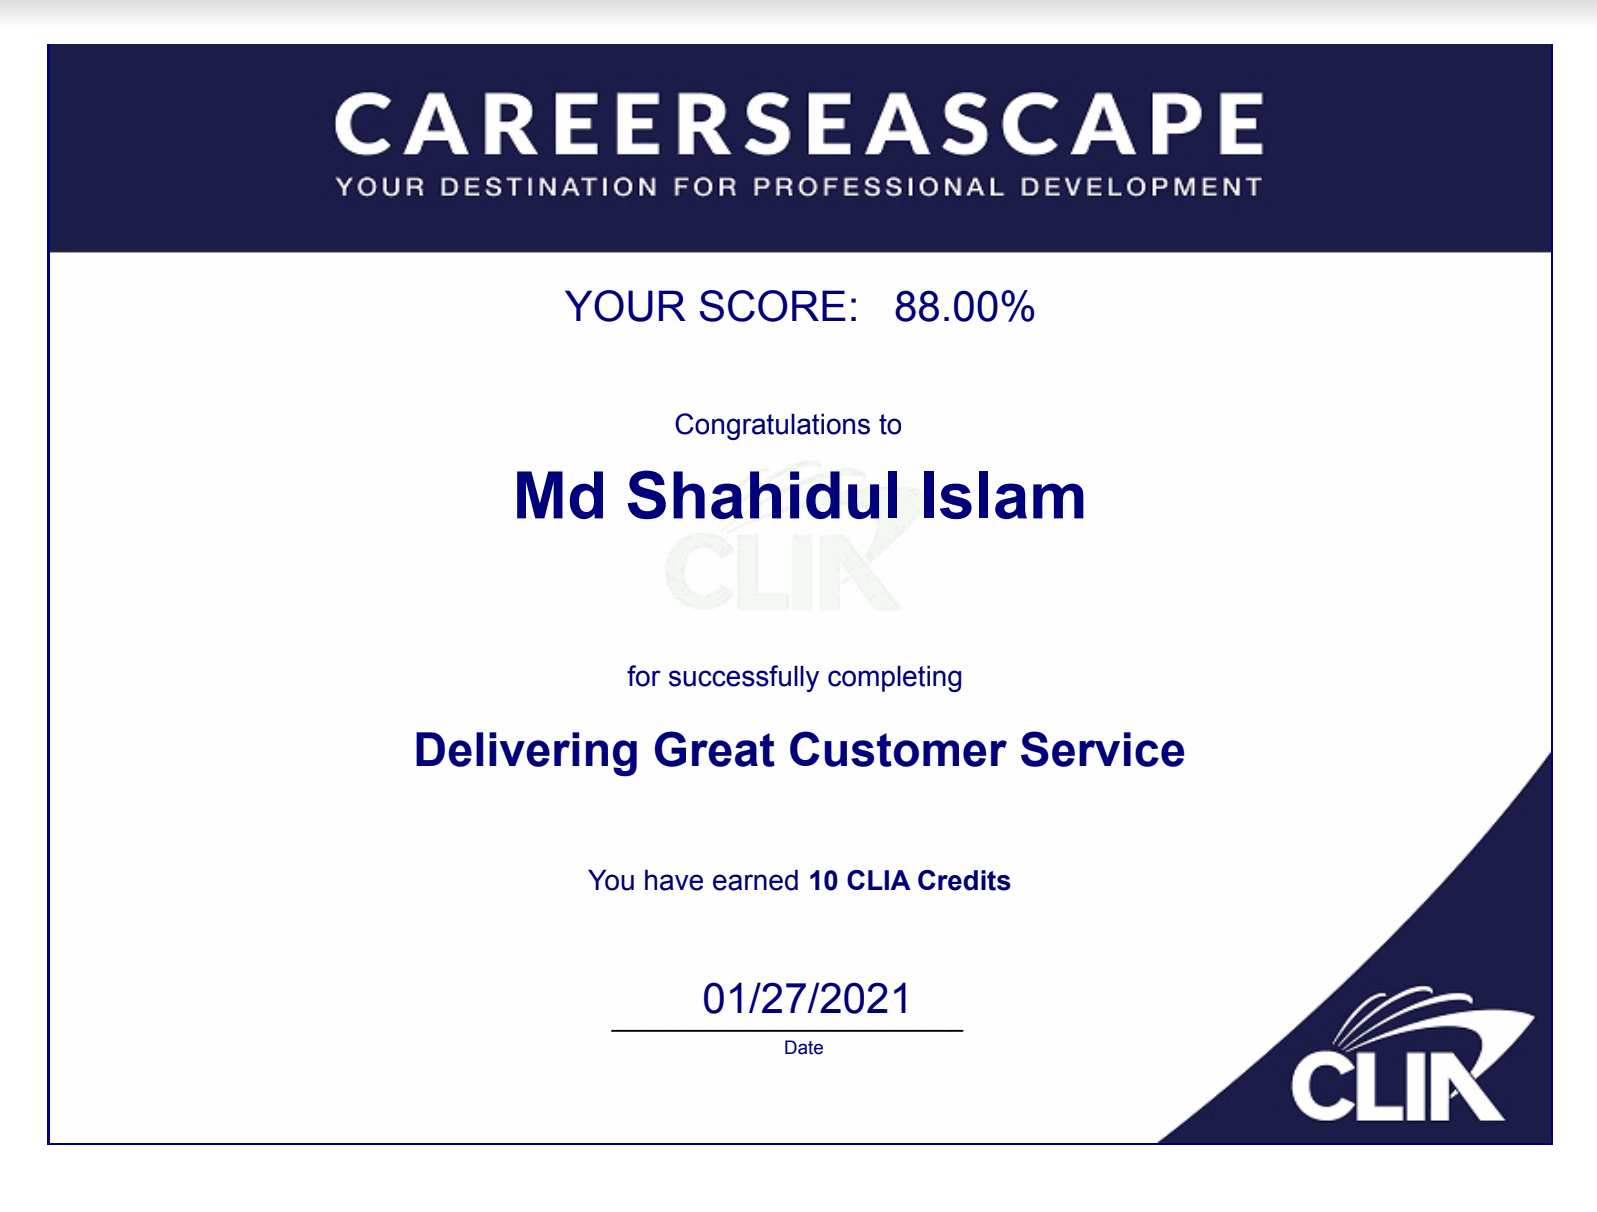 CAREERSEASCAPE
YOUR DESTINATION FOR PROFESSIONAL DEVELOPMENT
YOUR SCORE: 88.00%
Congratulations to
Md Shahidul Islam
CLIA
for successfully completing
Delivering Great Customer Service
You have earned 10 CLIA Credits
01/27/2021
Date
CLIA